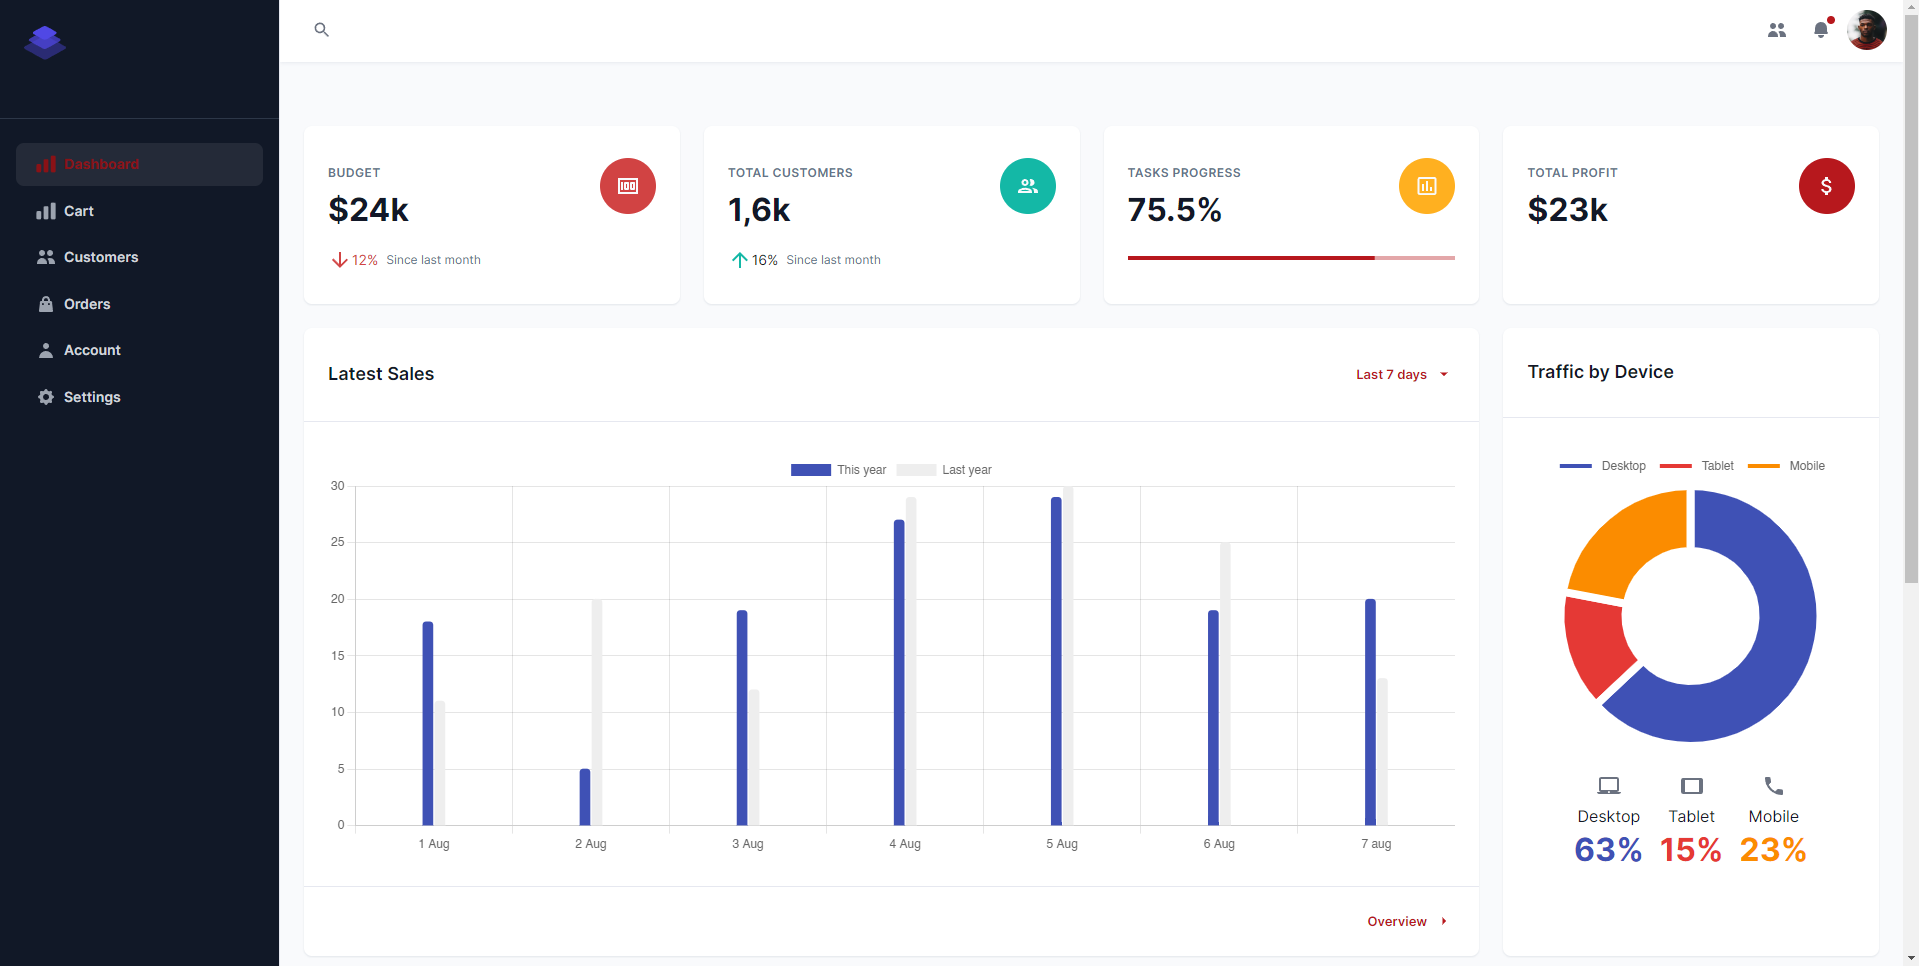 Dashboard
Cart
Customers
Orders
Account
Settings
BUDGET
$24k
12% Since last month
TOTAL CUSTOMERS
1,6k
16% Since last month
TASKS PROGRESS
75.5%
TOTAL PROFIT
$23k
Latest Sales
Last 7 days
This year Last year
30
25
20
15
10
5
0
1 Aug 2 Aug 3 Aug 4 Aug 5 Aug 6 Aug 7 aug
Overview
Traffic by Device
Desktop Tablet Mobile
Desktop Tablet Mobile
63% 15% 23%